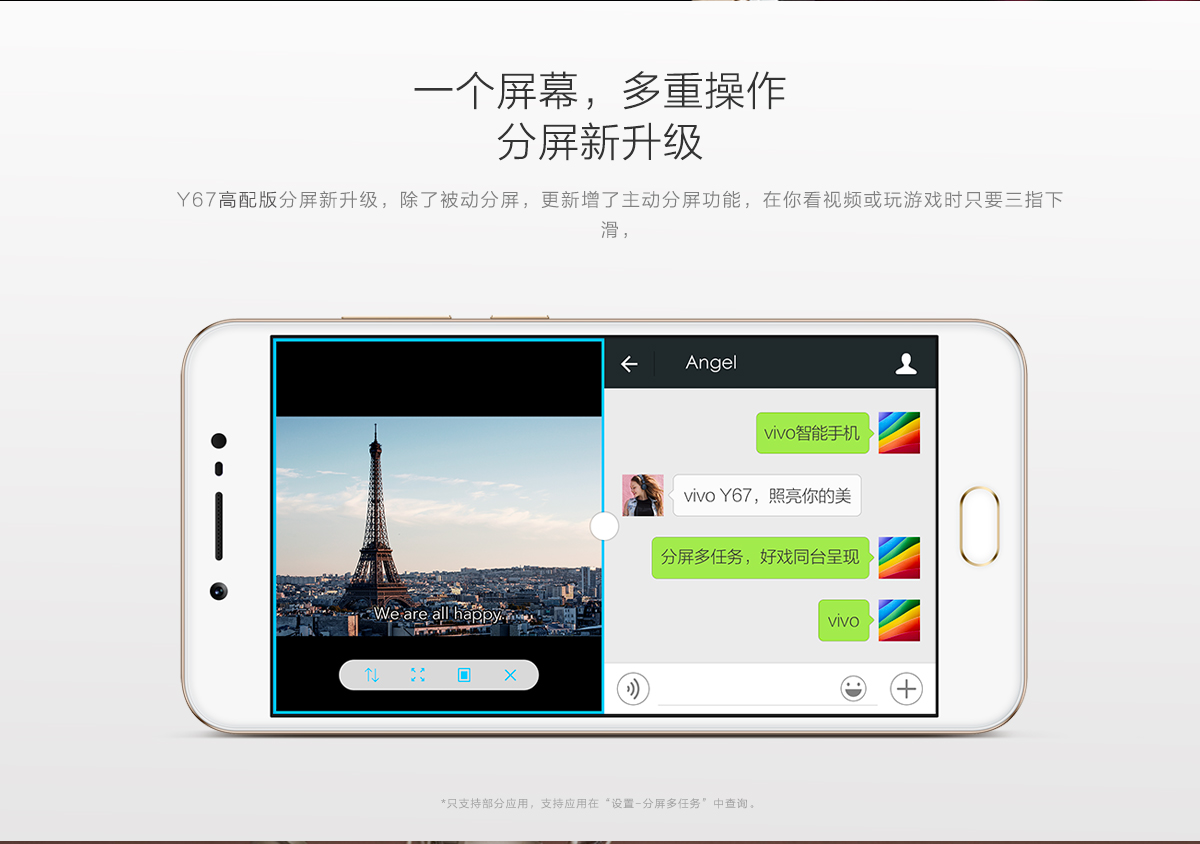 一个屏幕，多重操作
分屏新升级
Y67高配版分屏新升级，除了被动分屏，更新增了主动分屏功能，在你看视频或玩游戏时只要三指下
滑，
Angel
vivo智能手机
vivo Y67，照亮你的美
分屏多任务，好戏同台呈现
We are all happy.
vivo
*只支持部分应用，支持应用在“设置-分屏多任务”中查询。